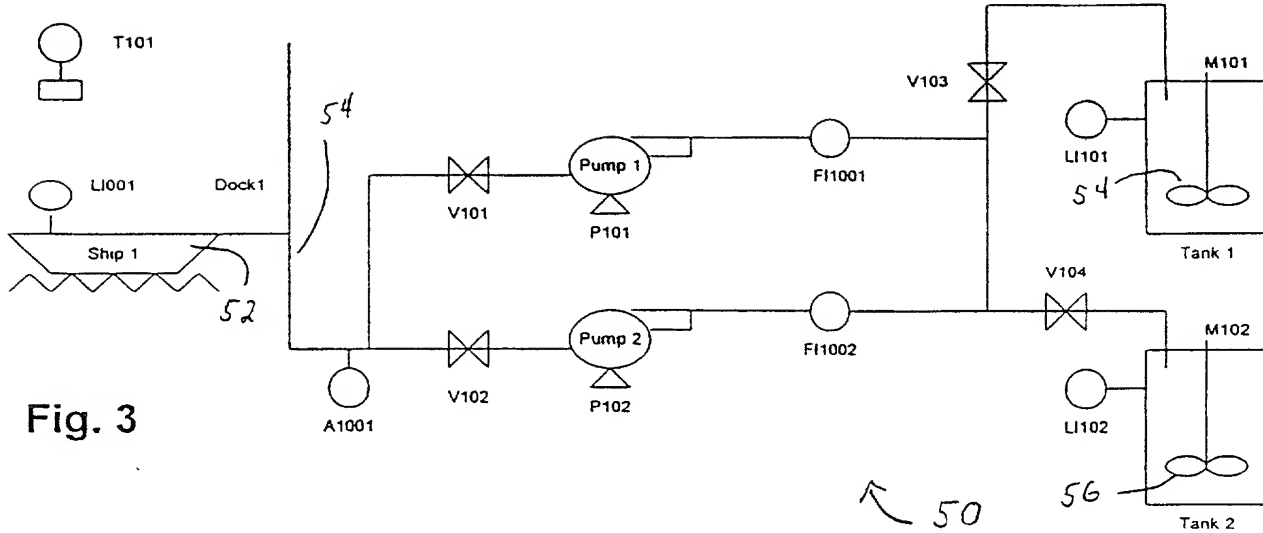 T101
M101
V103
54
LI101
Pump 1
LI001
Dock1
FI1001
V101
54
P101
Ship 1
Tank 1
52
V104
M102
Pump 2
FI1002
V102
LI102
P102
A1001
Fig. 3
56
50
Tank 2